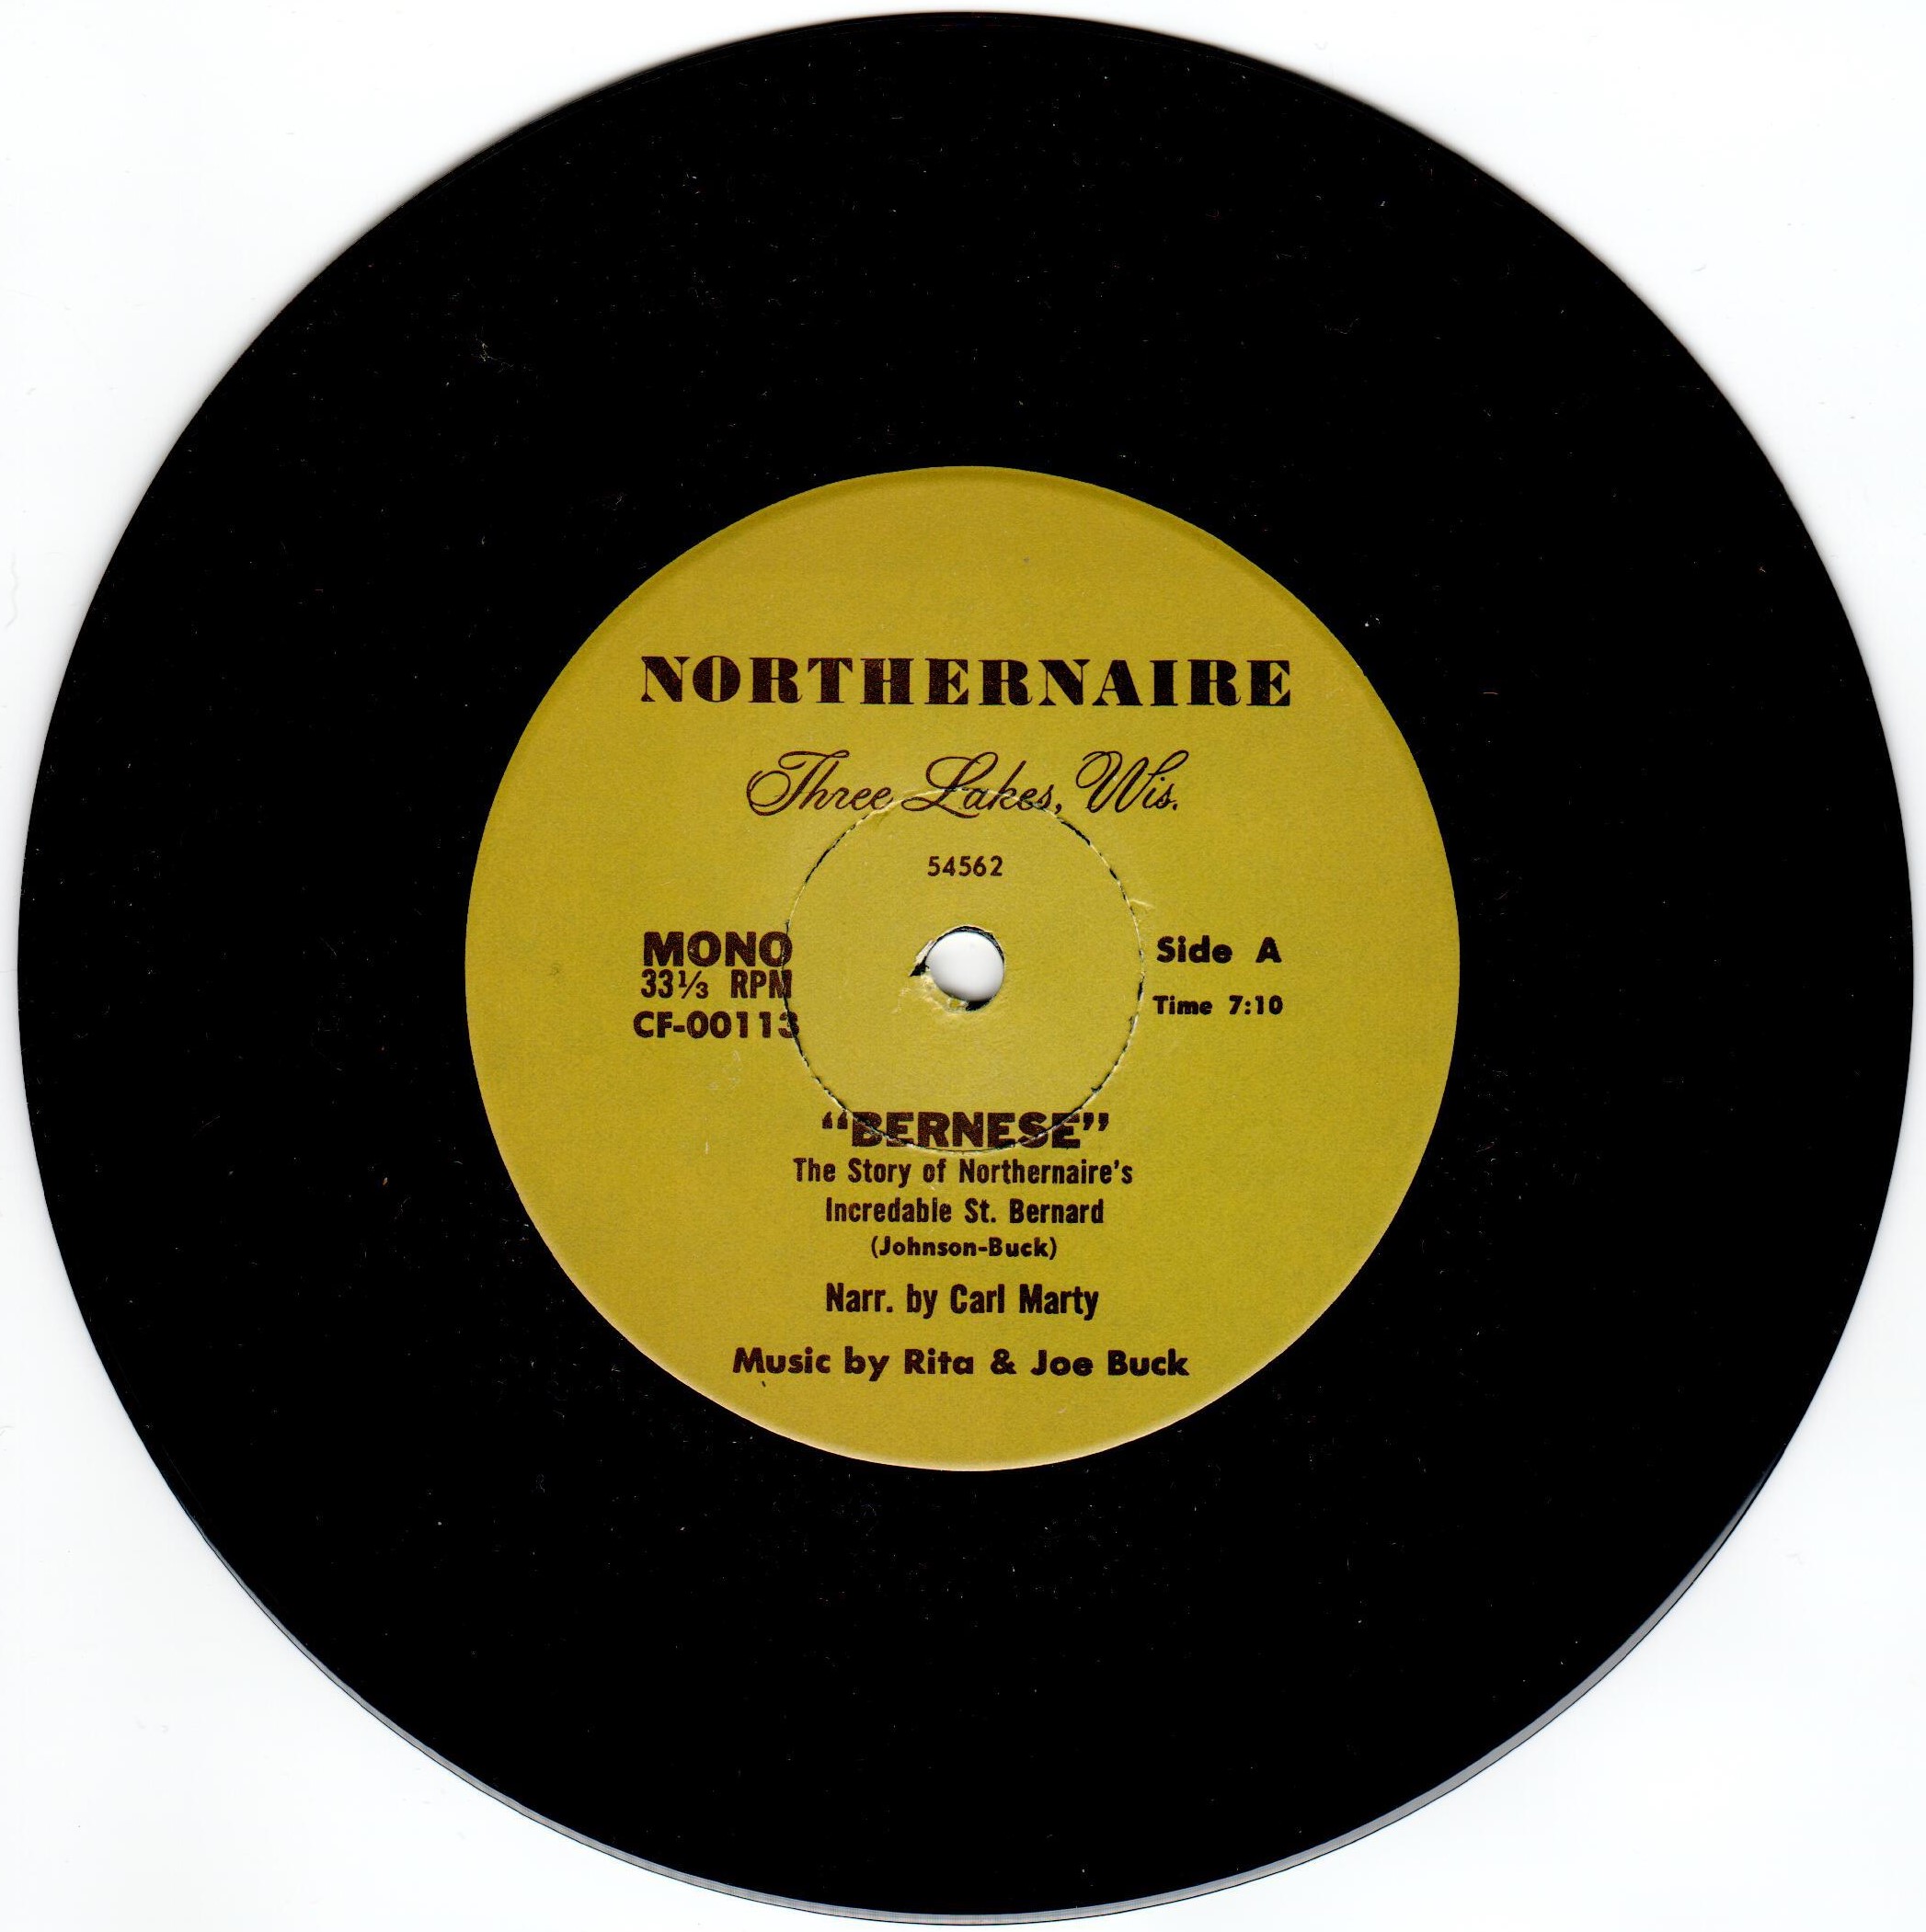 NORTHERNAIRE
Three Lakes, Wis.
54562
MONO
33⅓ RPM
CF-00113
Side A
Time 7:10
“BERNESE”
The Story of Northernaire's
Incredable St. Bernard
(Johnson-Buck)
Narr. by Carl Marty
Music by Rita & Joe Buck